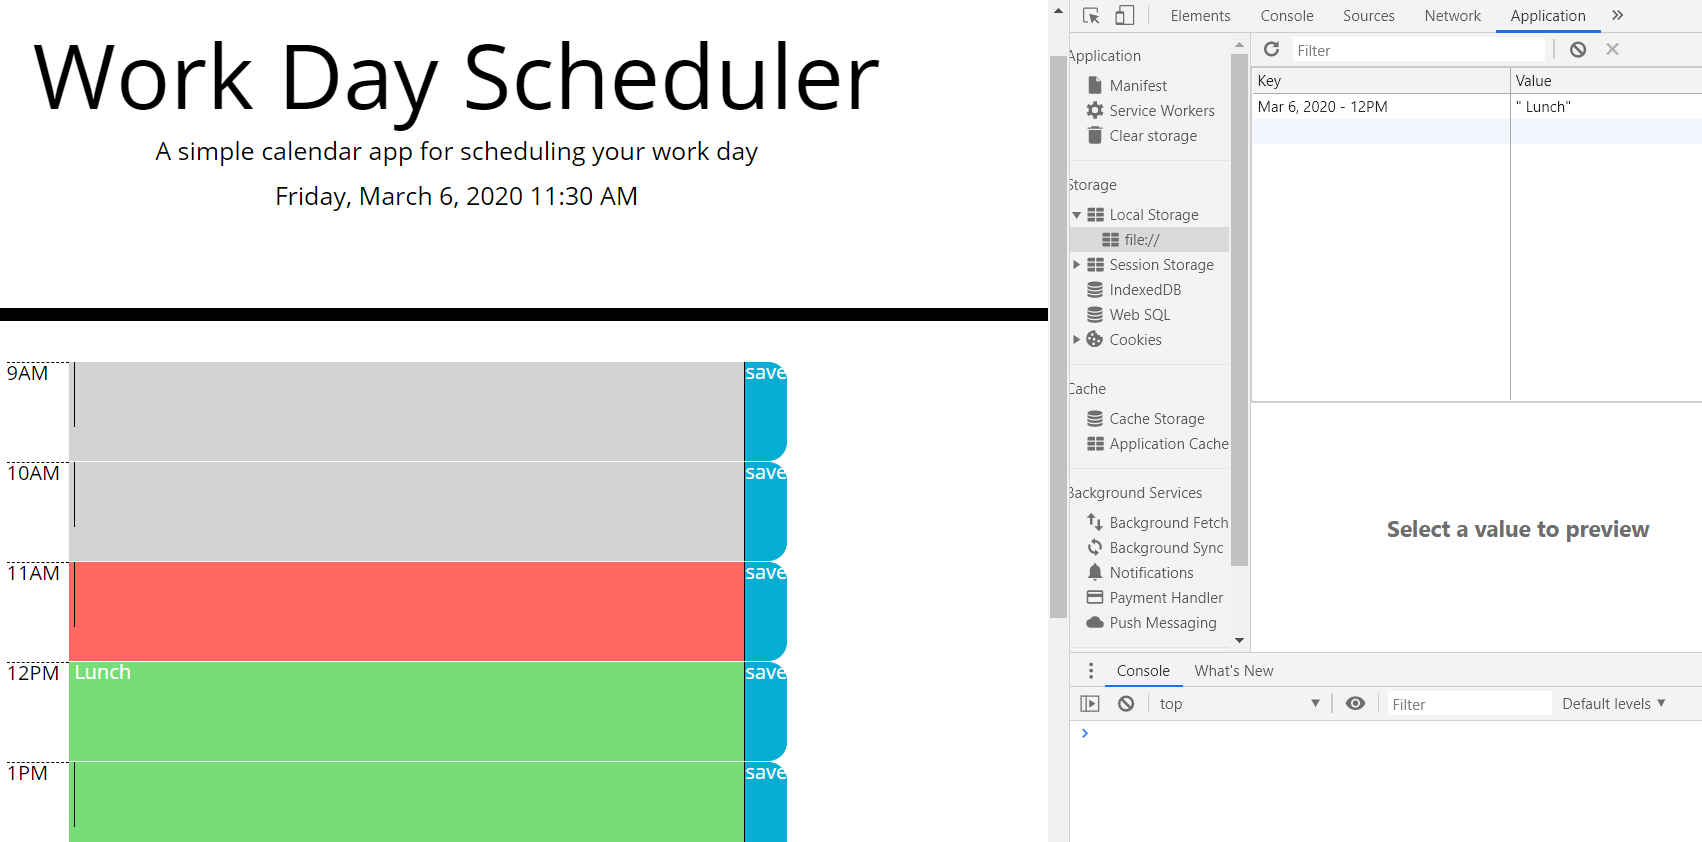 Work Day Scheduler
A simple calendar app for scheduling your work day
Friday, March 6, 2020 11:30 AM
9AM
save
10AM
save
11AM
save
12PM Lunch
save
1PM
save
Elements Console Sources Network Application »
Application
Manifest
Service Workers
Clear storage
Storage
Local Storage
file://
Session Storage
IndexedDB
Web SQL
Cookies
Cache
Cache Storage
Application Cache
Background Services
Background Fetch
Background Sync
Notifications
Payment Handler
Push Messaging
Filter
Key Value
Mar 6, 2020 - 12PM " Lunch"
Select a value to preview
Console What's New
top Filter Default levels